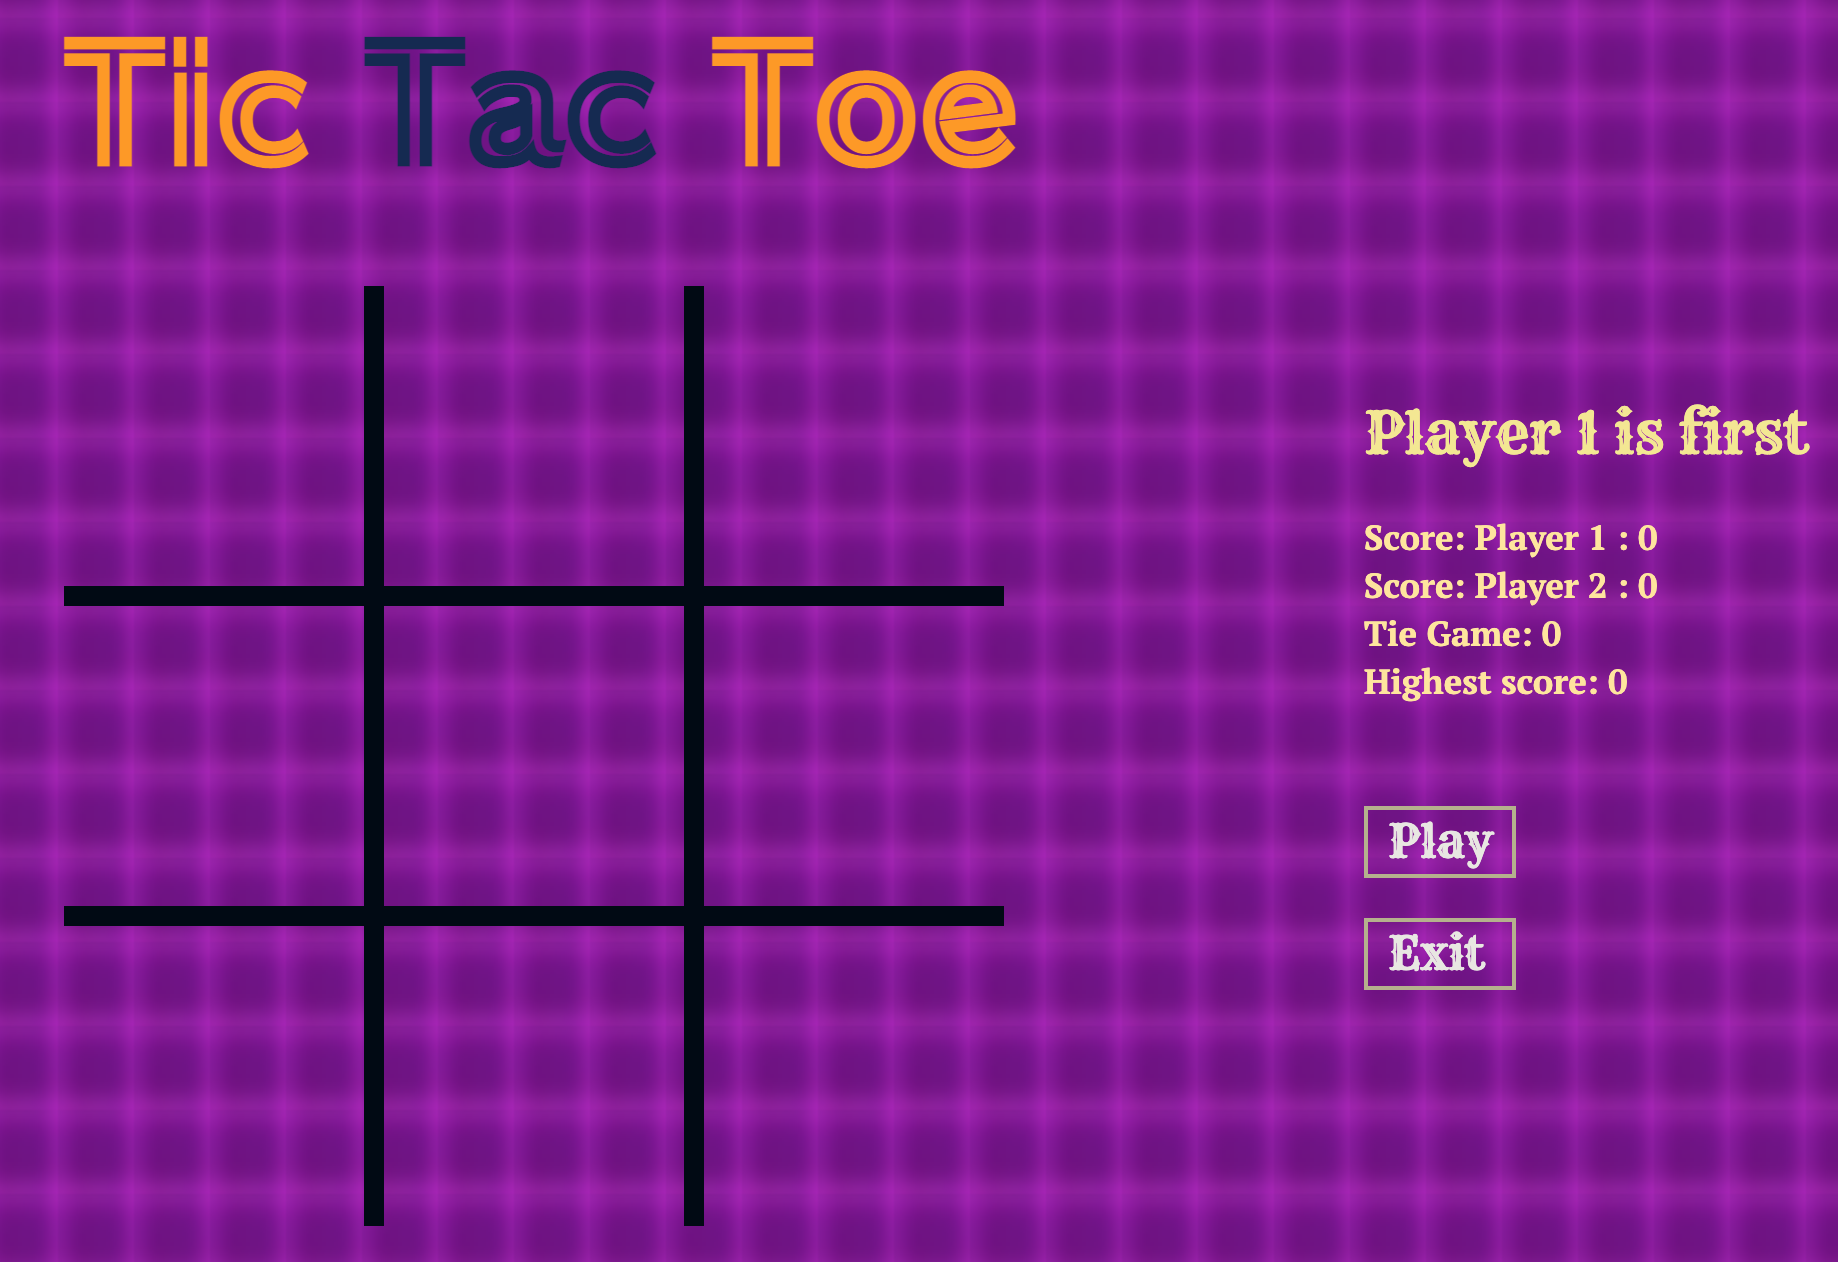 Tic Tac Toe
Player 1 is first
Score: Player 1 : 0
Score: Player 2 : 0
Tie Game: 0
Highest score: 0
Play
Exit